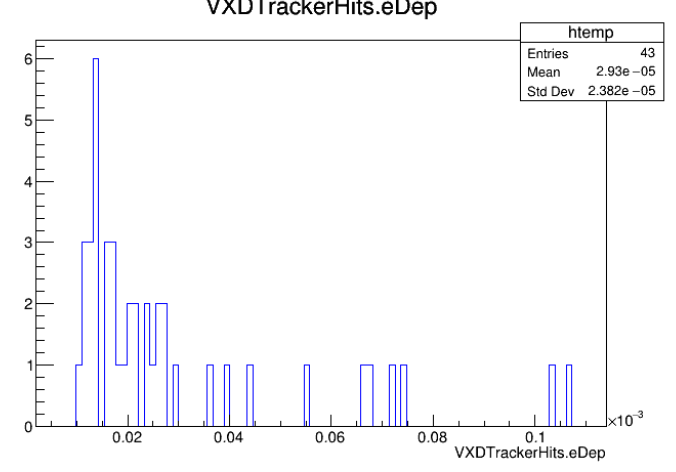 VXDTrackerHits.eDep
htemp
Entries 43
Mean 2.93e−05
Std Dev 2.382e−05
6
5
4
3
2
1
0
0.02 0.04 0.06 0.08 0.1
×10⁻³
VXDTrackerHits.eDep